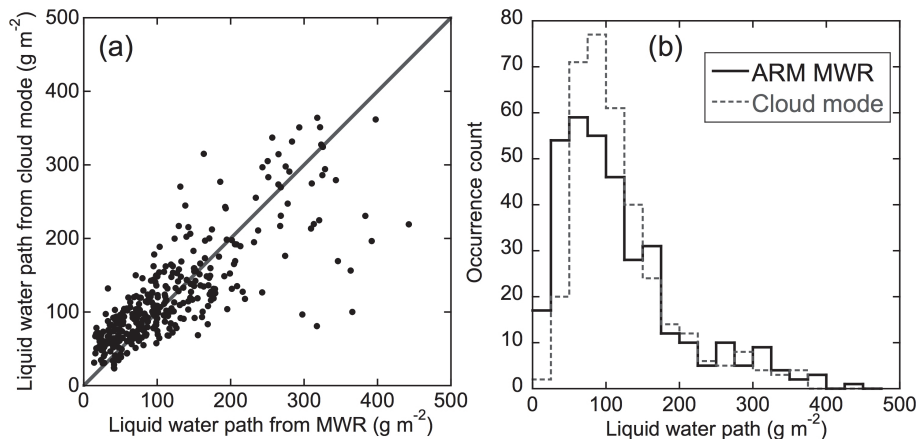 (a)
Liquid water path from cloud mode (g m-2)
500
400
300
200
100
0
0 100 200 300 400 500
Liquid water path from MWR (g m-2)
(b)
ARM MWR
Cloud mode
Occurrence count
80
70
60
50
40
30
20
10
0
0 100 200 300 400 500
Liquid water path (g m-2)